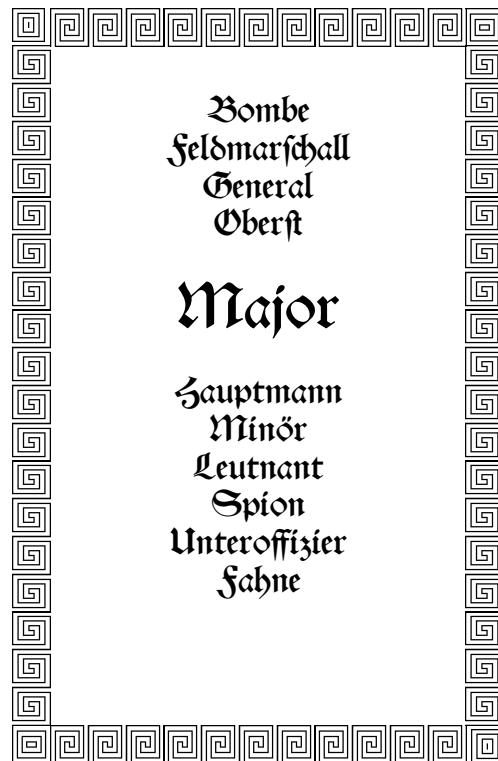 Bombe
Feldmarſchall
General
Oberſt
Major
Hauptmann
Minör
Leutnant
Spion
Unteroffizier
Fahne